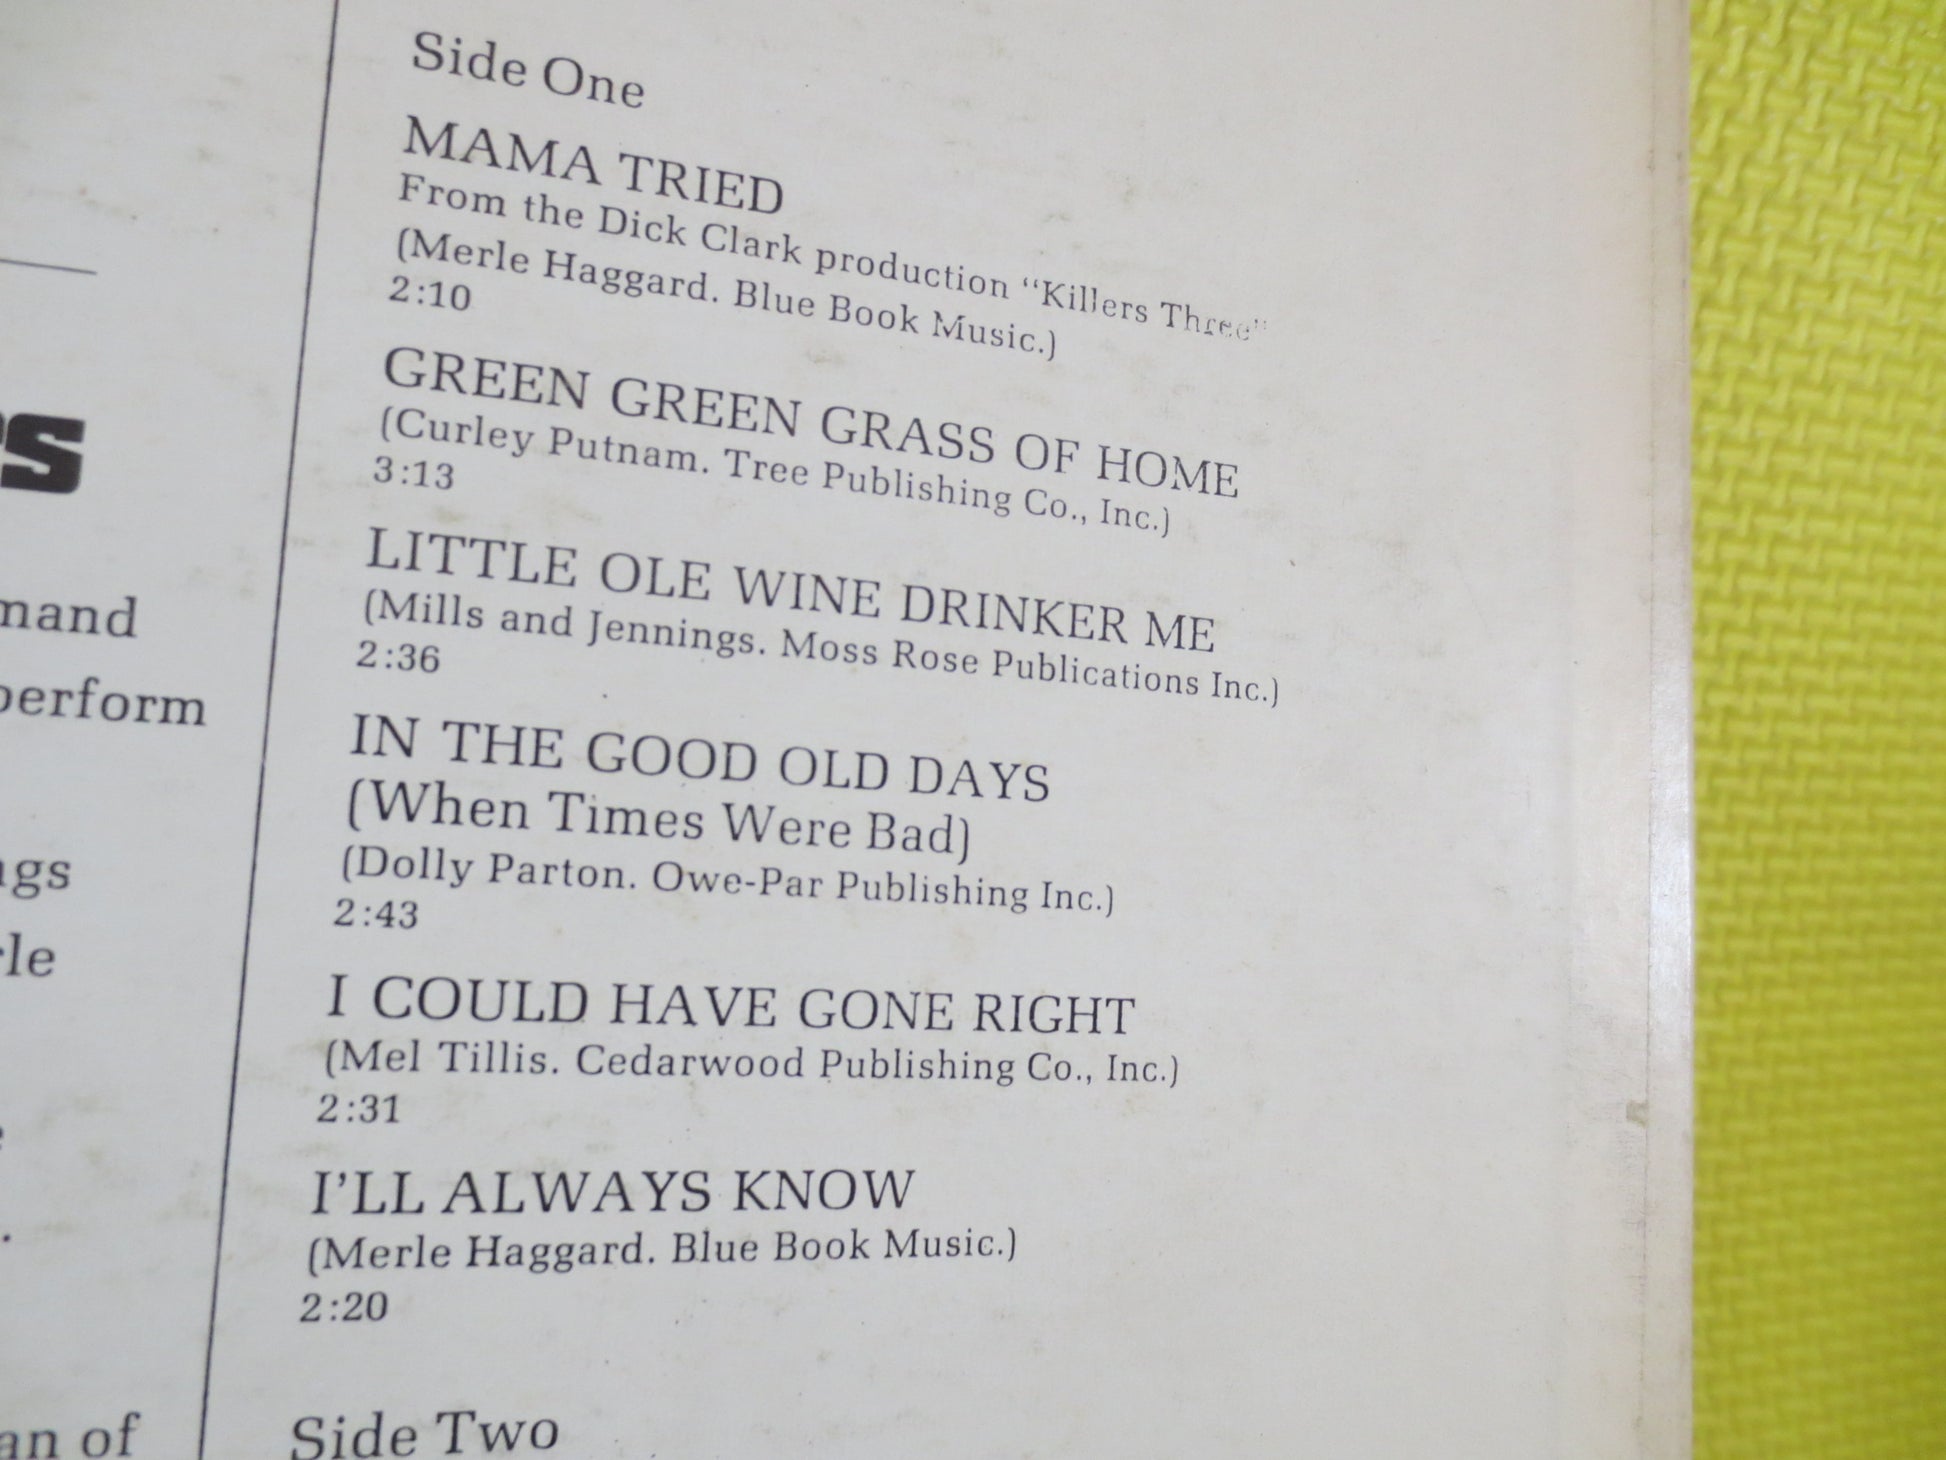 Side One
MAMA TRIED
From the Dick Clark production "Killers Three"
(Merle Haggard. Blue Book Music.)
2:10
GREEN GREEN GRASS OF HOME
(Curley Putnam. Tree Publishing Co., Inc.)
3:13
LITTLE OLE WINE DRINKER ME
(Mills and Jennings. Moss Rose Publications Inc.)
2:36
IN THE GOOD OLD DAYS
(When Times Were Bad)
(Dolly Parton. Owe-Par Publishing Inc.)
2:43
I COULD HAVE GONE RIGHT
(Mel Tillis. Cedarwood Publishing Co., Inc.)
2:31
I'LL ALWAYS KNOW
(Merle Haggard. Blue Book Music.)
2:20
Side Two
perform
of